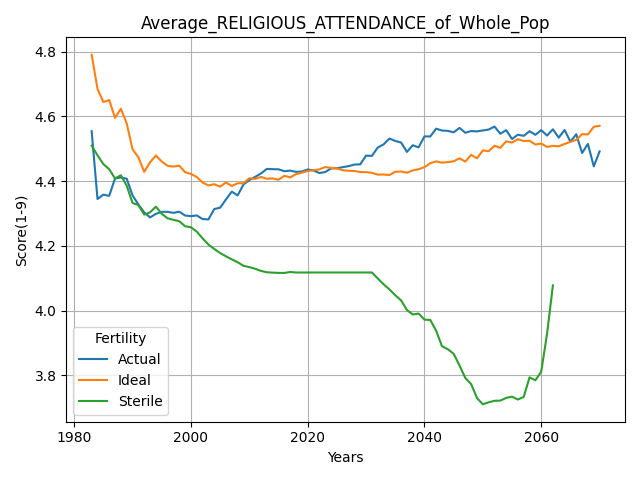 Average_RELIGIOUS_ATTENDANCE_of_Whole_Pop
Score(1-9)
4.8
4.6
4.4
4.2
4.0
3.8
Fertility
Actual
Ideal
Sterile
1980 2000 2020 2040 2060
Years